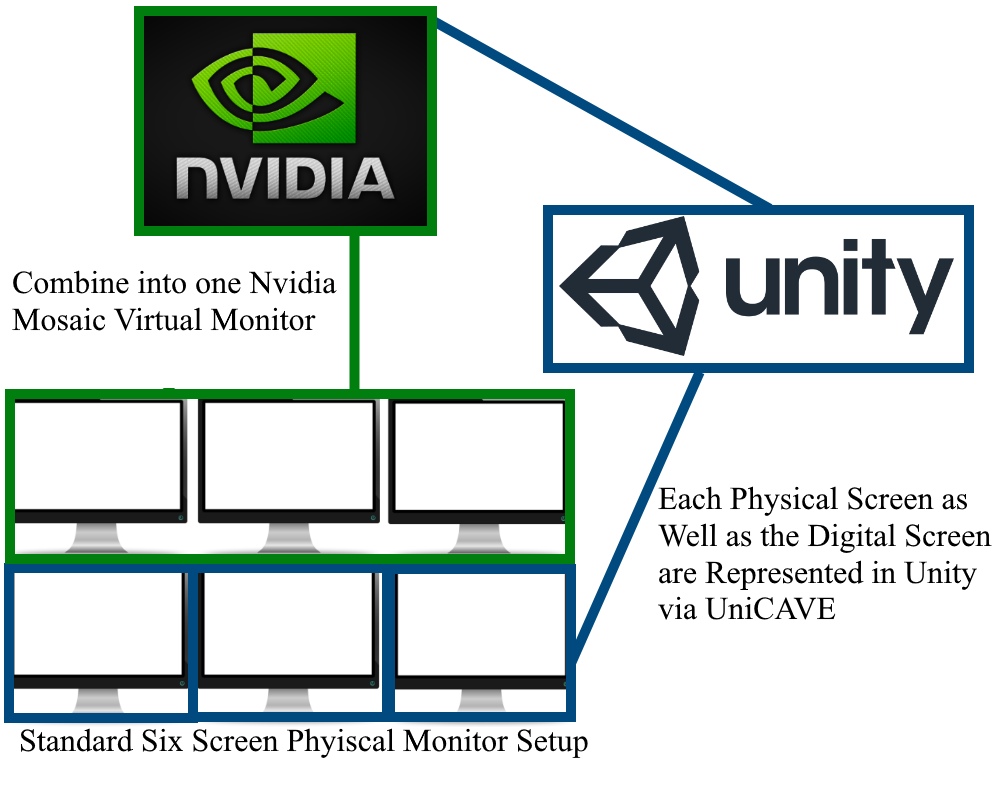 NVIDIA
unity
Combine into one Nvidia
Mosaic Virtual Monitor
Each Physical Screen as
Well as the Digital Screen
are Represented in Unity
via UniCAVE
Standard Six Screen Phyiscal Monitor Setup